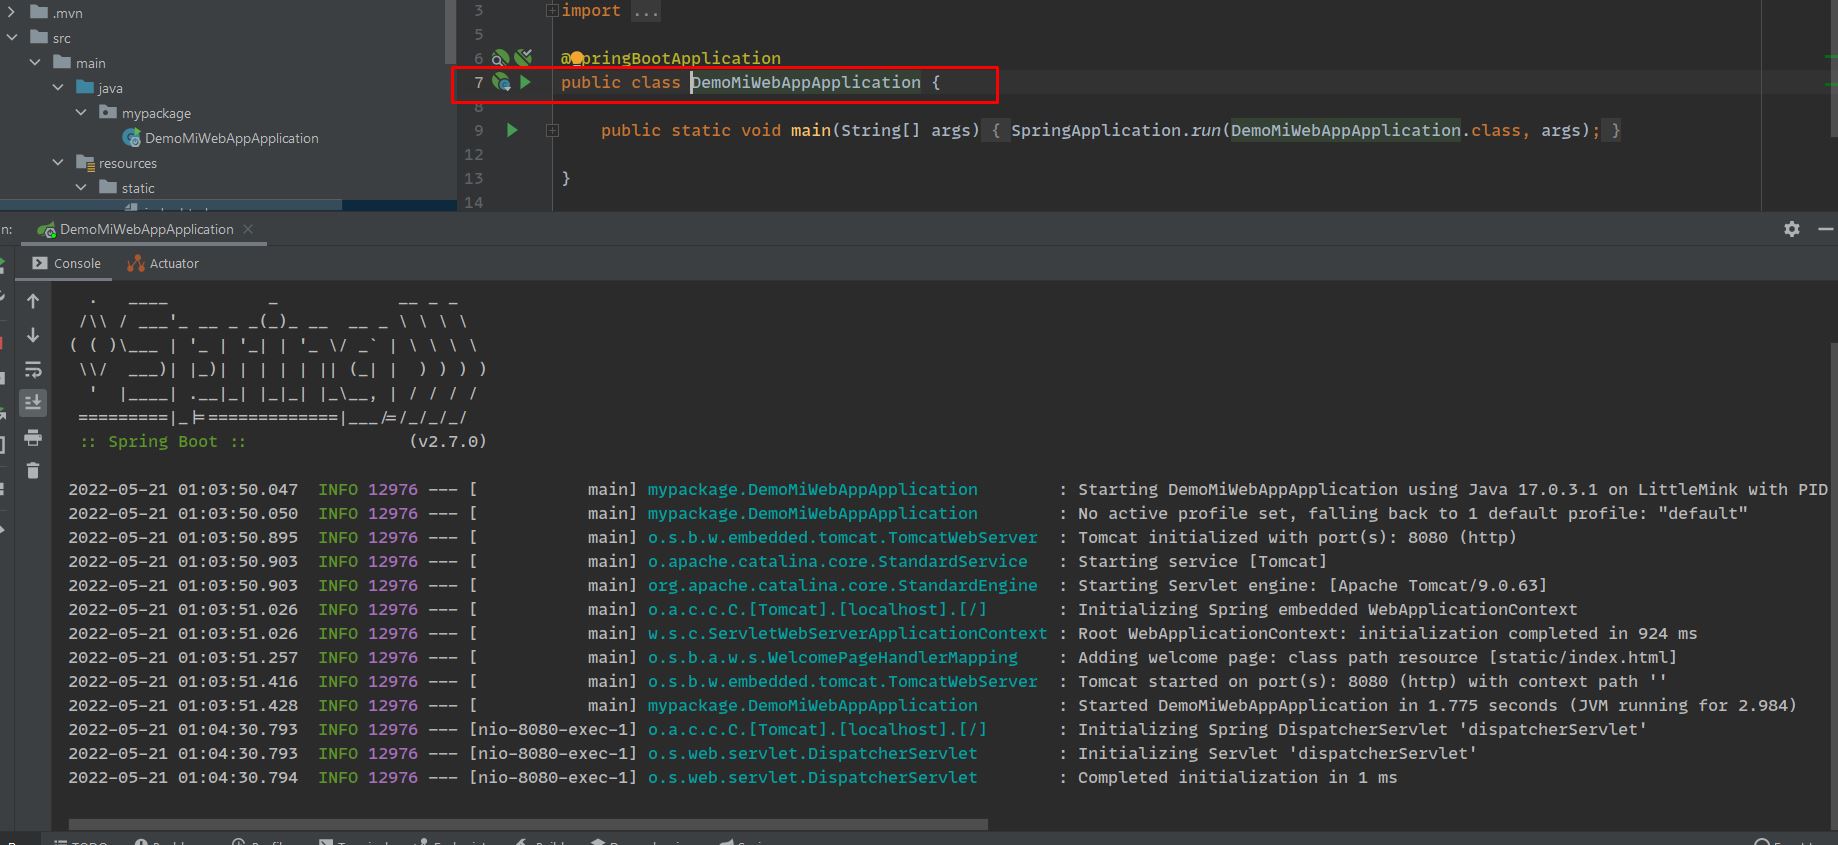 .mvn
src
main
java
mypackage
DemoMiWebAppApplication
resources
static
3 import ...
5
6 @SpringBootApplication
7 public class DemoMiWebAppApplication {
8
9 public static void main(String[] args) { SpringApplication.run(DemoMiWebAppApplication.class, args); }
12
13 }
14
n: DemoMiWebAppApplication
Console Actuator
  .   ____          _            __ _ _
 /\\ / ___'_ __ _ _(_)_ __  __ _ \ \ \ \
( ( )\___ | '_ | '_| | '_ \/ _` | \ \ \ \
 \\/  ___)| |_)| | | | | || (_| |  ) ) ) )
  '  |____| .__|_| |_|_| |_\__, | / / / /
 =========|_|==============|___/=/_/_/_/
 :: Spring Boot ::                (v2.7.0)
2022-05-21 01:03:50.047  INFO 12976 --- [           main] mypackage.DemoMiWebAppApplication        : Starting DemoMiWebAppApplication using Java 17.0.3.1 on LittleMink with PID
2022-05-21 01:03:50.050  INFO 12976 --- [           main] mypackage.DemoMiWebAppApplication        : No active profile set, falling back to 1 default profile: "default"
2022-05-21 01:03:50.895  INFO 12976 --- [           main] o.s.b.w.embedded.tomcat.TomcatWebServer  : Tomcat initialized with port(s): 8080 (http)
2022-05-21 01:03:50.903  INFO 12976 --- [           main] o.apache.catalina.core.StandardService   : Starting service [Tomcat]
2022-05-21 01:03:50.903  INFO 12976 --- [           main] org.apache.catalina.core.StandardEngine  : Starting Servlet engine: [Apache Tomcat/9.0.63]
2022-05-21 01:03:51.026  INFO 12976 --- [           main] o.a.c.c.C.[Tomcat].[localhost].[/]       : Initializing Spring embedded WebApplicationContext
2022-05-21 01:03:51.026  INFO 12976 --- [           main] w.s.c.ServletWebServerApplicationContext : Root WebApplicationContext: initialization completed in 924 ms
2022-05-21 01:03:51.257  INFO 12976 --- [           main] o.s.b.a.w.s.WelcomePageHandlerMapping    : Adding welcome page: class path resource [static/index.html]
2022-05-21 01:03:51.416  INFO 12976 --- [           main] o.s.b.w.embedded.tomcat.TomcatWebServer  : Tomcat started on port(s): 8080 (http) with context path ''
2022-05-21 01:03:51.428  INFO 12976 --- [           main] mypackage.DemoMiWebAppApplication        : Started DemoMiWebAppApplication in 1.775 seconds (JVM running for 2.984)
2022-05-21 01:04:30.793  INFO 12976 --- [nio-8080-exec-1] o.a.c.c.C.[Tomcat].[localhost].[/]       : Initializing Spring DispatcherServlet 'dispatcherServlet'
2022-05-21 01:04:30.793  INFO 12976 --- [nio-8080-exec-1] o.s.web.servlet.DispatcherServlet        : Initializing Servlet 'dispatcherServlet'
2022-05-21 01:04:30.794  INFO 12976 --- [nio-8080-exec-1] o.s.web.servlet.DispatcherServlet        : Completed initialization in 1 ms